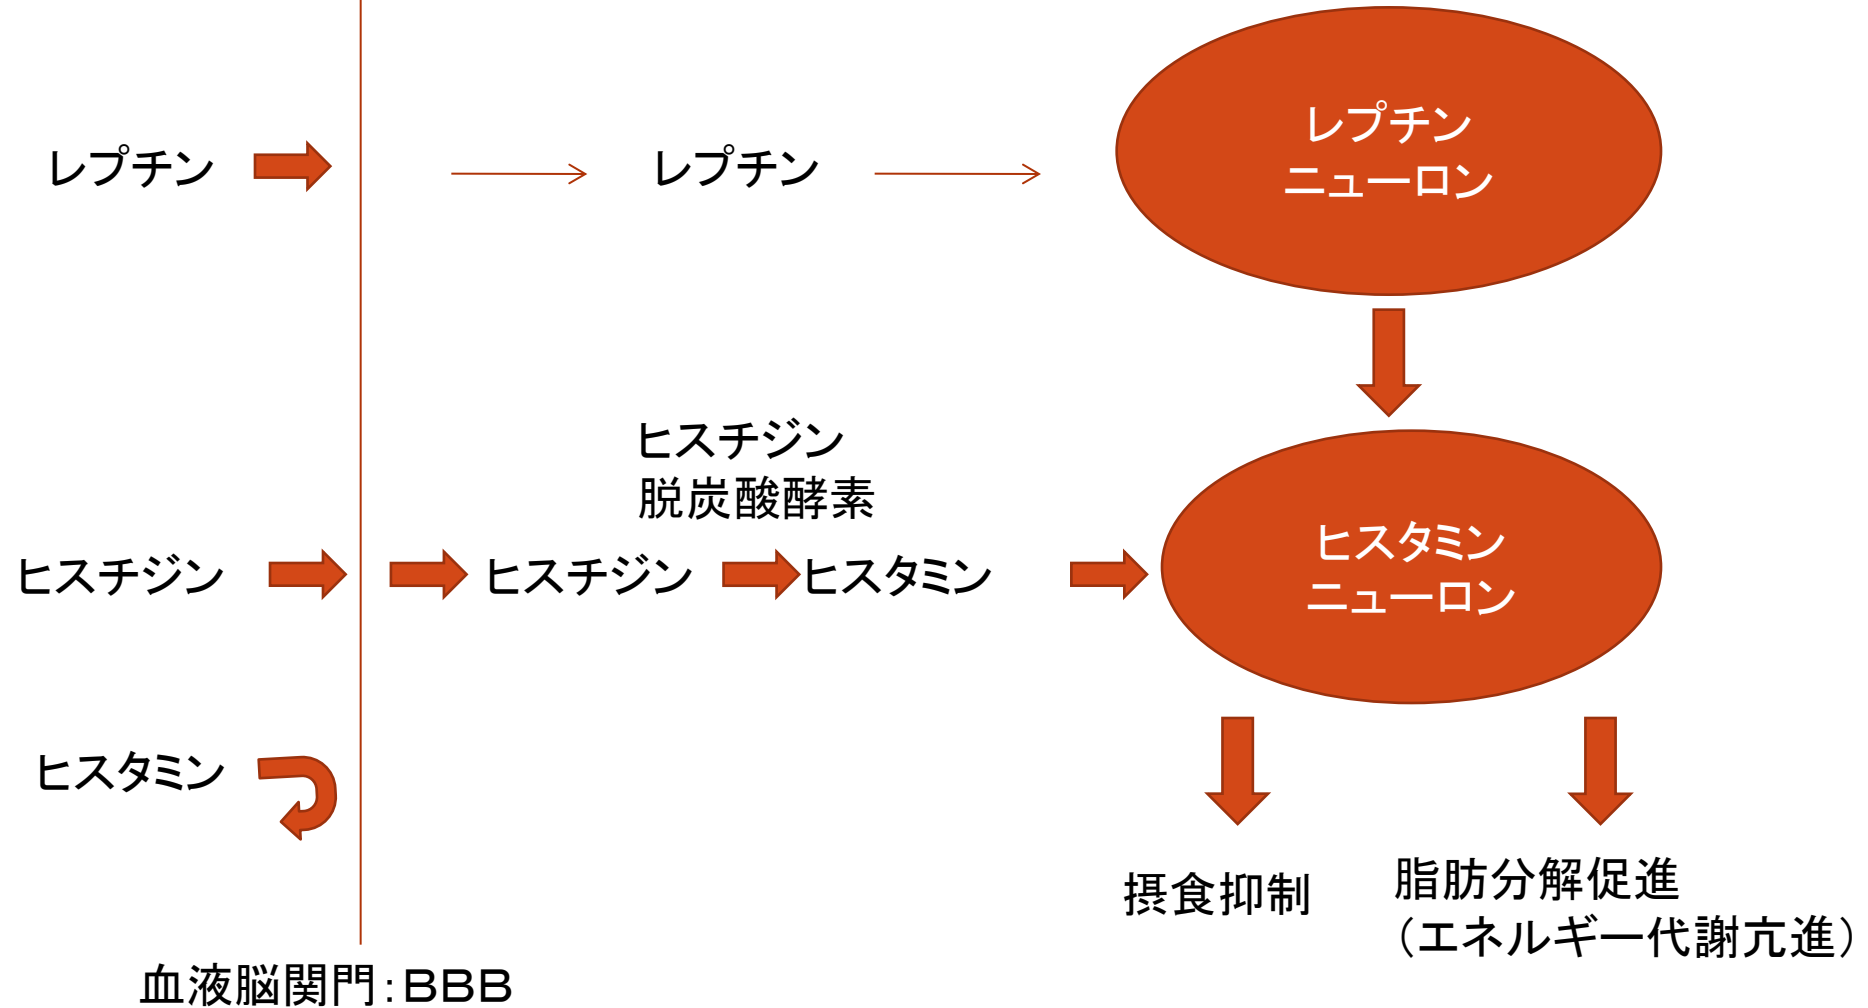 レプチン
レプチン
レプチン
ニューロン
ヒスチジン
脱炭酸酵素
ヒスチジン
ヒスチジン
ヒスタミン
ヒスタミン
ニューロン
ヒスタミン
摂食抑制
脂肪分解促進
（エネルギー代謝亢進）
血液脳関門：ＢＢＢ